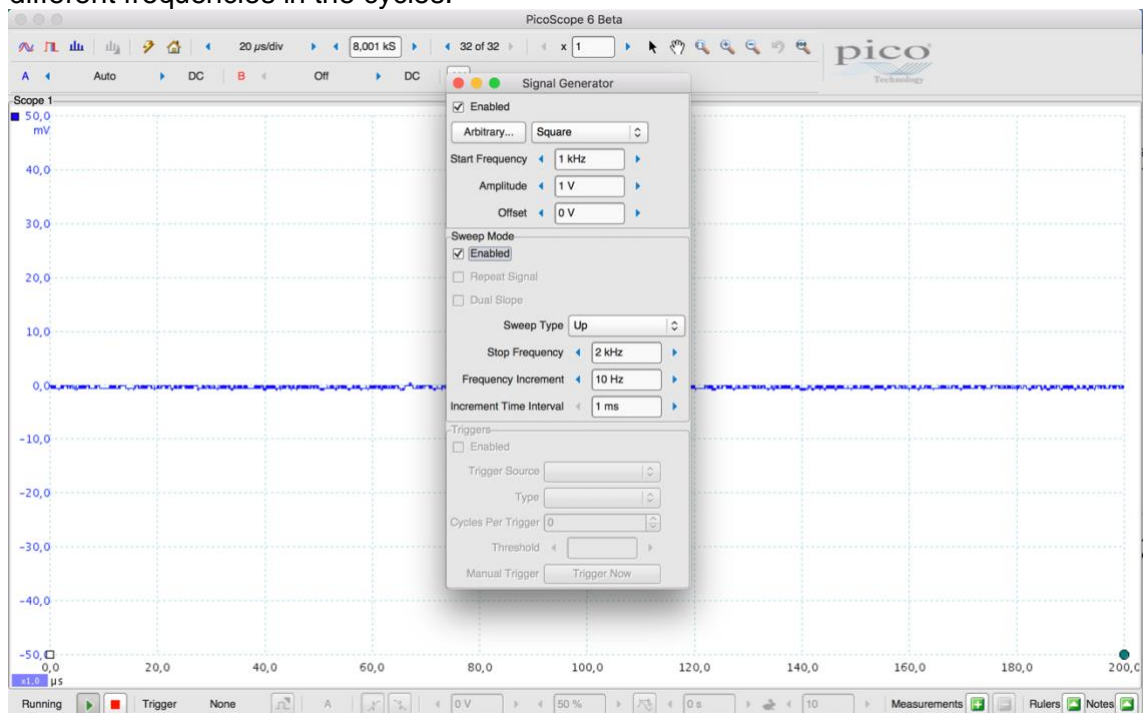 different frequencies in the cycles.
PicoScope 6 Beta
20 µs/div 8,001 kS 32 of 32 x 1
pico
Technology
A Auto DC B Off DC
Signal Generator
Scope 1
Enabled
Arbitrary... Square
Start Frequency 1 kHz
Amplitude 1 V
Offset 0 V
Sweep Mode
Enabled
Repeat Signal
Dual Slope
Sweep Type Up
Stop Frequency 2 kHz
Frequency Increment 10 Hz
Increment Time Interval 1 ms
Triggers
Enabled
Trigger Source
Type
Cycles Per Trigger 0
Threshold
Manual Trigger Trigger Now
50,0
mV
40,0
30,0
20,0
10,0
0,0
-10,0
-20,0
-30,0
-40,0
-50,0
0,0 20,0 40,0 60,0 80,0 100,0 120,0 140,0 160,0 180,0 200,0
x1.0 µs
Running Trigger None A 0 V 50 % 0 s 10 Measurements Rulers Notes